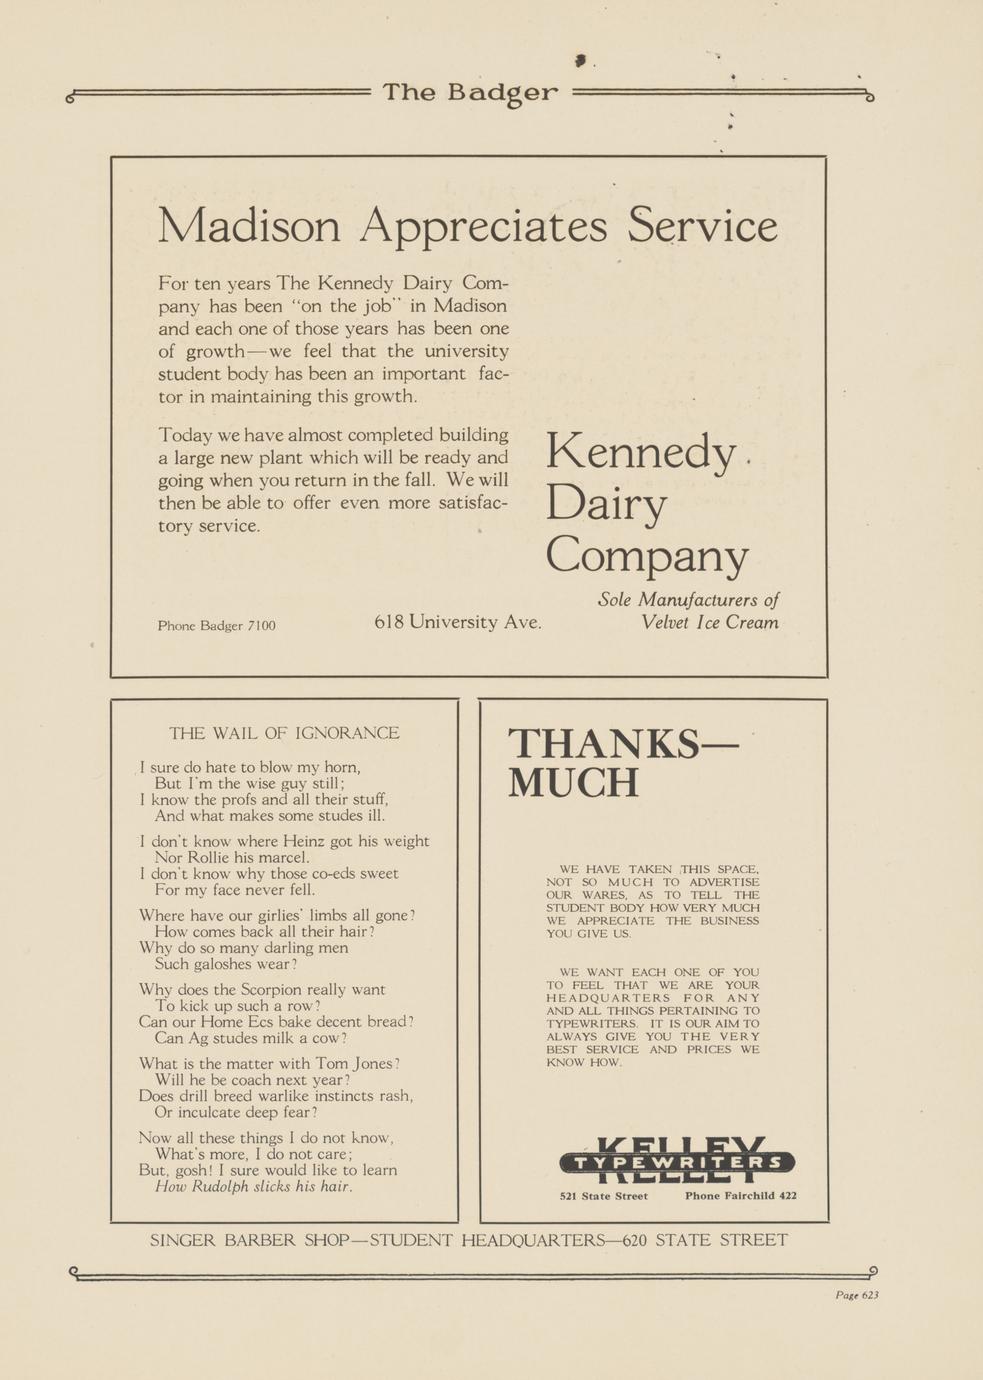 The Badger
Madison Appreciates Service
For ten years The Kennedy Dairy Com-
pany has been "on the job" in Madison
and each one of those years has been one
of growth—we feel that the university
student body has been an important fac-
tor in maintaining this growth.
Today we have almost completed building
a large new plant which will be ready and
going when you return in the fall. We will
then be able to offer even more satisfac-
tory service.
Kennedy
Dairy
Company
Sole Manufacturers of
Velvet Ice Cream
Phone Badger 7100
618 University Ave.
THE WAIL OF IGNORANCE
I sure do hate to blow my horn,
But I'm the wise guy still;
I know the profs and all their stuff,
And what makes some studes ill.
I don't know where Heinz got his weight
Nor Rollie his marcel.
I don't know why those co-eds sweet
For my face never fell.
Where have our girlies' limbs all gone?
How comes back all their hair?
Why do so many darling men
Such galoshes wear?
Why does the Scorpion really want
To kick up such a row?
Can our Home Ecs bake decent bread?
Can Ag studes milk a cow?
What is the matter with Tom Jones?
Will he be coach next year?
Does drill breed warlike instincts rash,
Or inculcate deep fear?
Now all these things I do not know,
What's more, I do not care;
But, gosh! I sure would like to learn
How Rudolph slicks his hair.
THANKS—
MUCH
WE HAVE TAKEN THIS SPACE,
NOT SO MUCH TO ADVERTISE
OUR WARES, AS TO TELL THE
STUDENT BODY HOW VERY MUCH
WE APPRECIATE THE BUSINESS
YOU GIVE US.
WE WANT EACH ONE OF YOU
TO FEEL THAT WE ARE YOUR
HEADQUARTERS FOR ANY
AND ALL THINGS PERTAINING TO
TYPEWRITERS. IT IS OUR AIM TO
ALWAYS GIVE YOU THE VERY
BEST SERVICE AND PRICES WE
KNOW HOW.
KELLEY
TYPEWRITERS
521 State Street Phone Fairchild 422
SINGER BARBER SHOP—STUDENT HEADQUARTERS—620 STATE STREET
Page 623